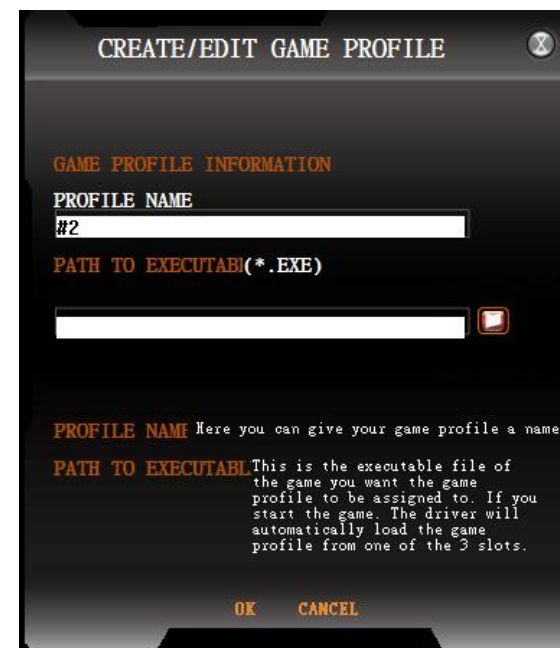 CREATE/EDIT GAME PROFILE
X
GAME PROFILE INFORMATION
PROFILE NAME
#2
PATH TO EXECUTABI(*.EXE)
PROFILE NAME Here you can give your game profile a name
PATH TO EXECUTABL This is the executable file of
the game you want the game
profile to be assigned to. If you
start the game. The driver will
automatically load the game
profile from one of the 3 slots.
OK CANCEL